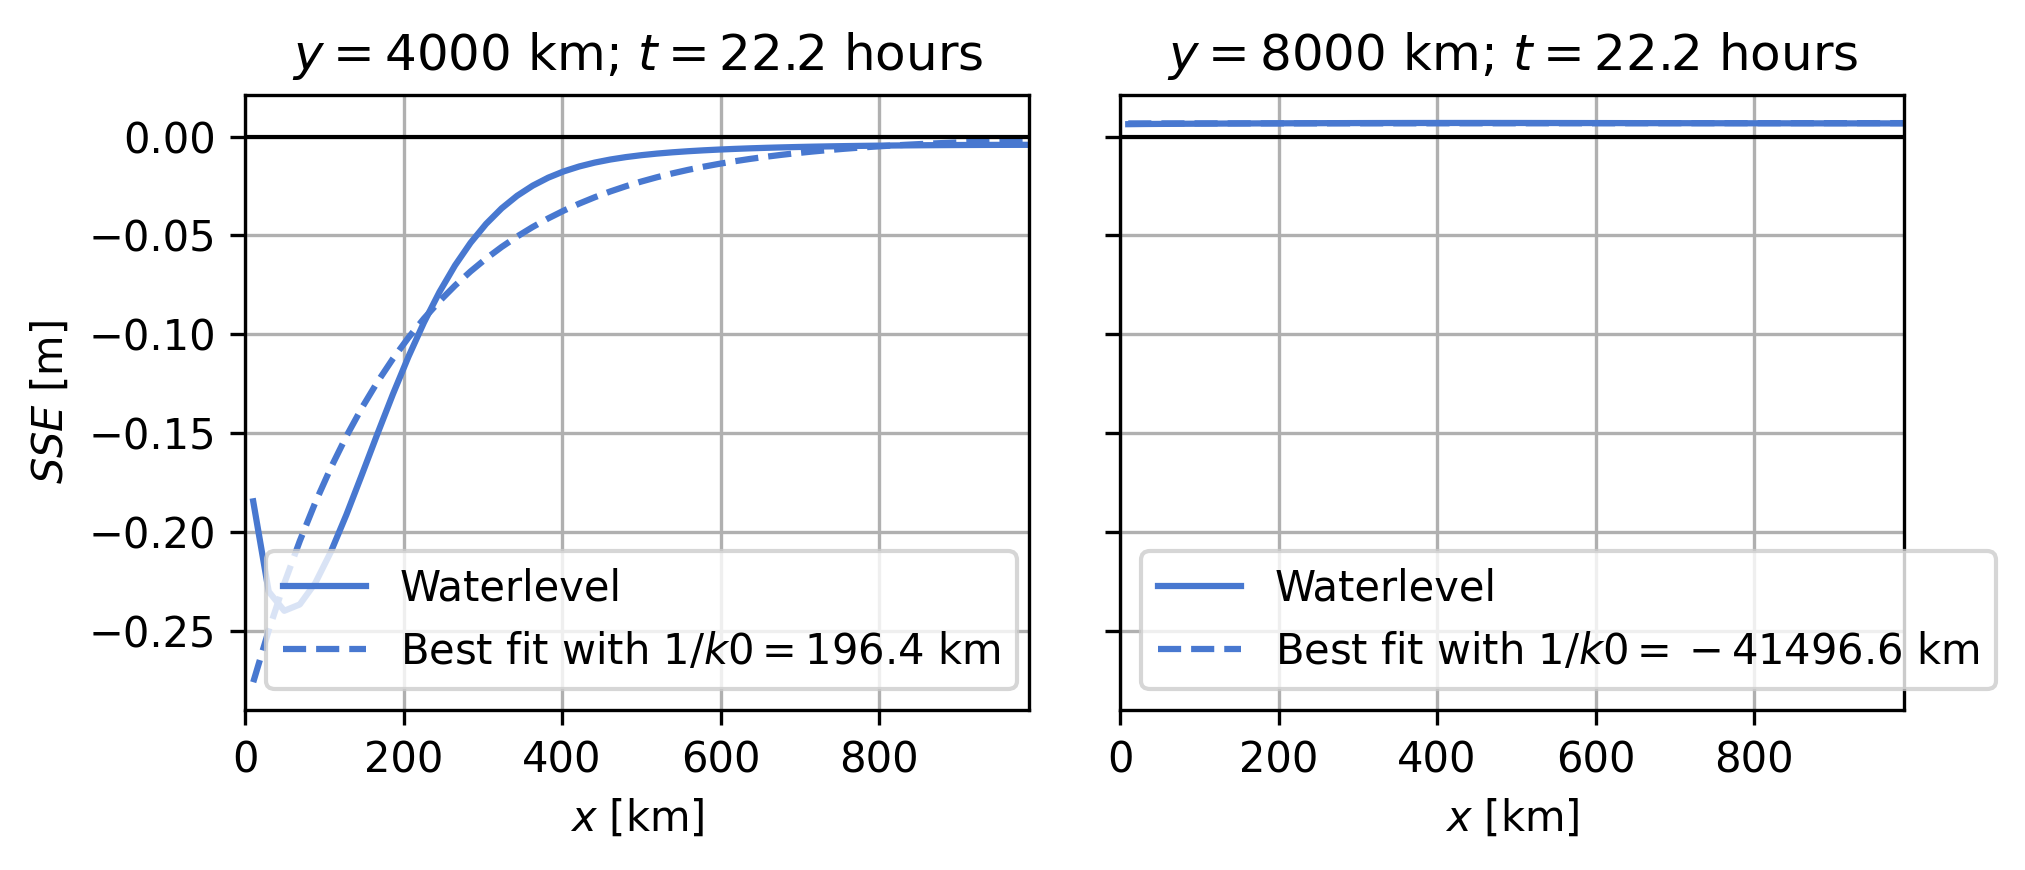 y = 4000 km; t = 22.2 hours
y = 8000 km; t = 22.2 hours
SSE [m]
0.00
−0.05
−0.10
−0.15
−0.20
−0.25
Waterlevel
Best fit with 1/k0 = 196.4 km
Waterlevel
Best fit with 1/k0 = −41496.6 km
0 200 400 600 800
0 200 400 600 800
x [km]
x [km]